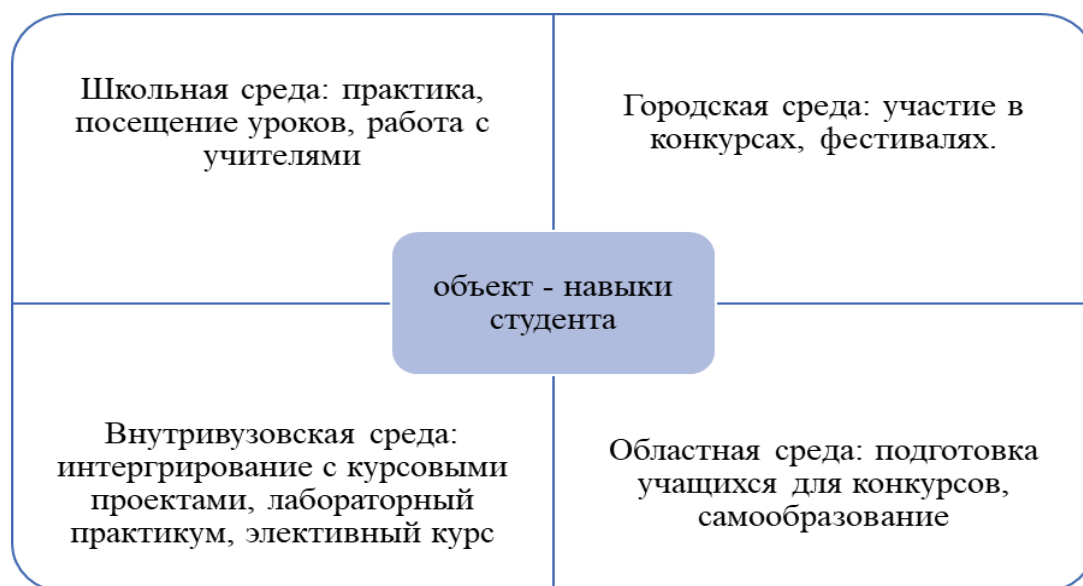 Школьная среда: практика,
посещение уроков, работа с
учителями
Городская среда: участие в
конкурсах, фестивалях.
объект - навыки
студента
Внутривузовская среда:
интергрирование с курсовыми
проектами, лабораторный
практикум, элективный курс
Областная среда: подготовка
учащихся для конкурсов,
самообразование